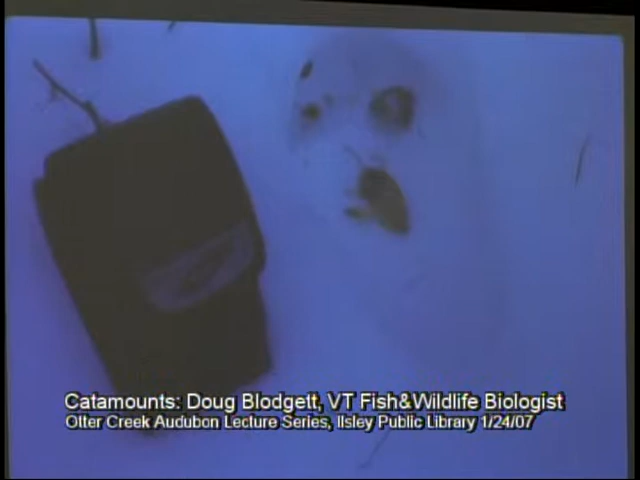 Catamounts: Doug Blodgett, VT Fish&Wildlife Biologist
Otter Creek Audubon Lecture Series, Ilsley Public Library 1/24/07